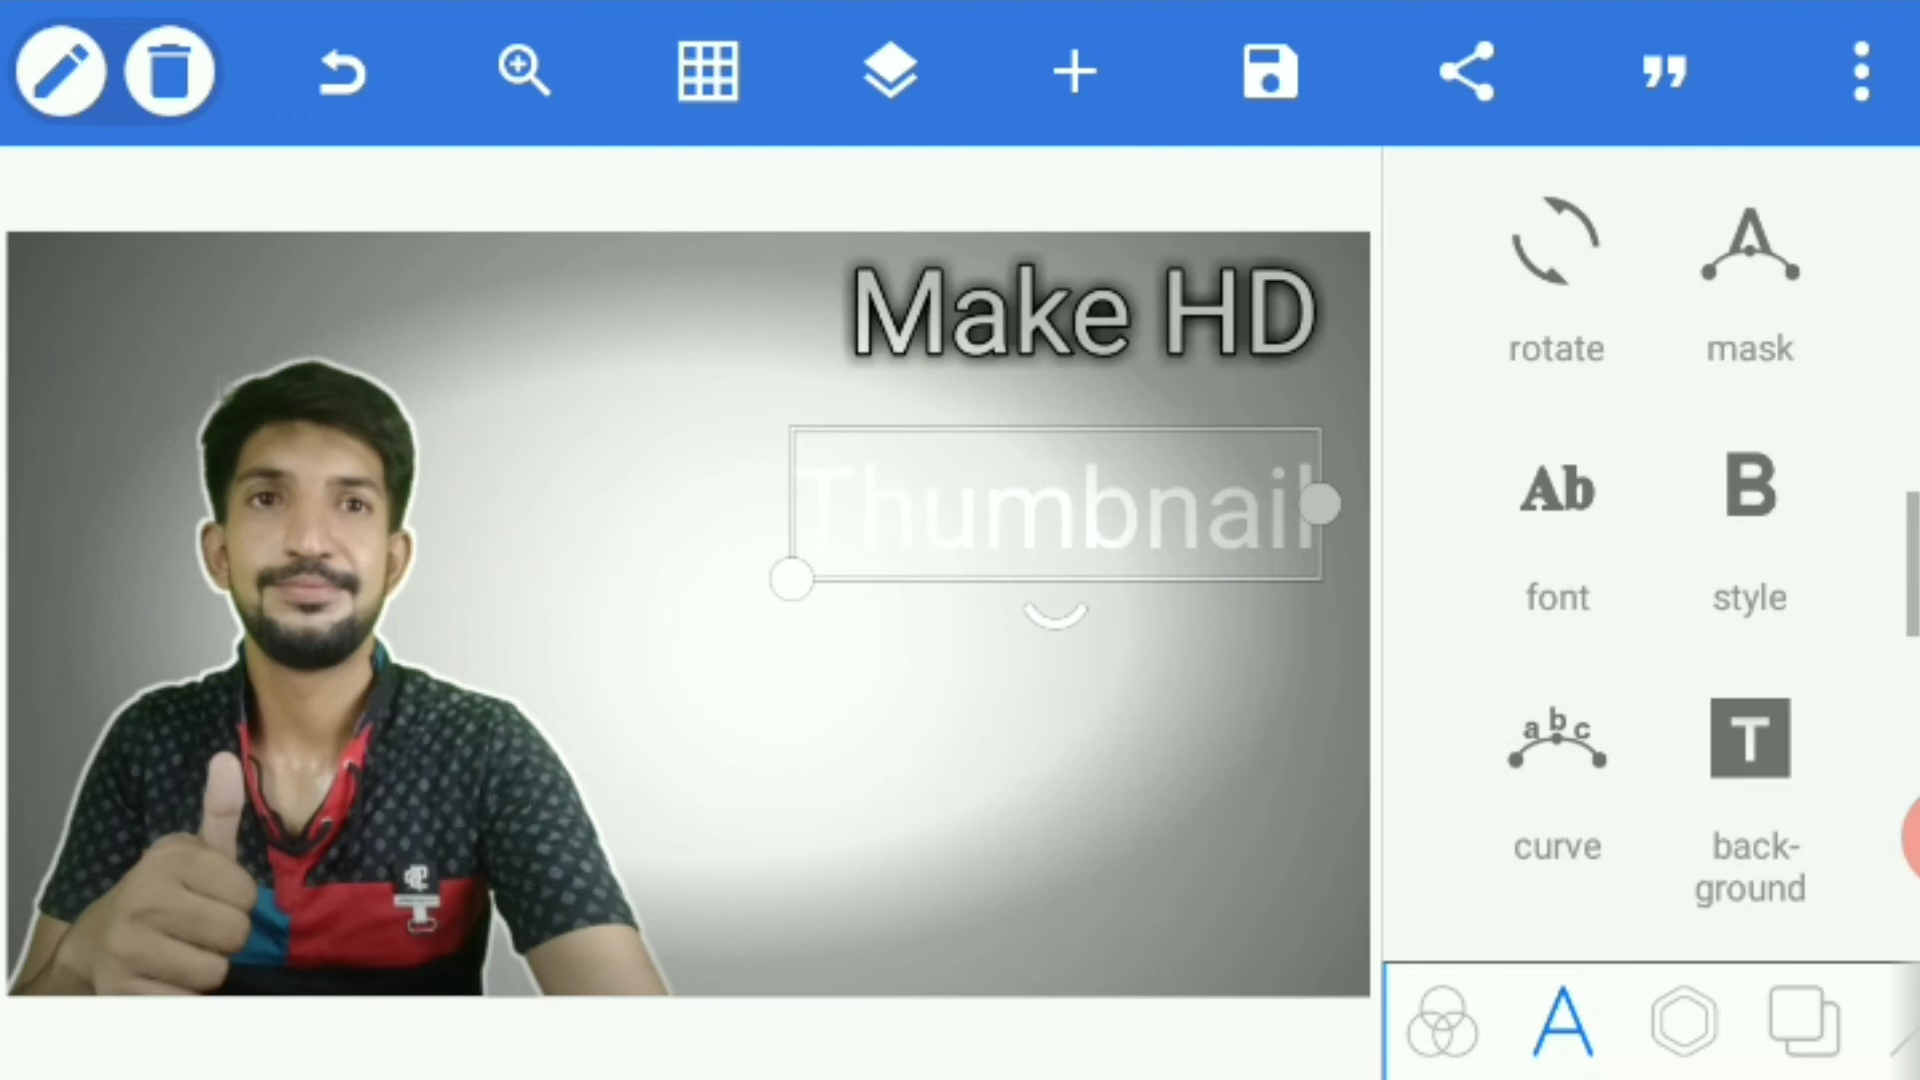 Make HD
Thumbnail
rotate
mask
Ab
font
B
style
abc
curve
T
back-
ground
A